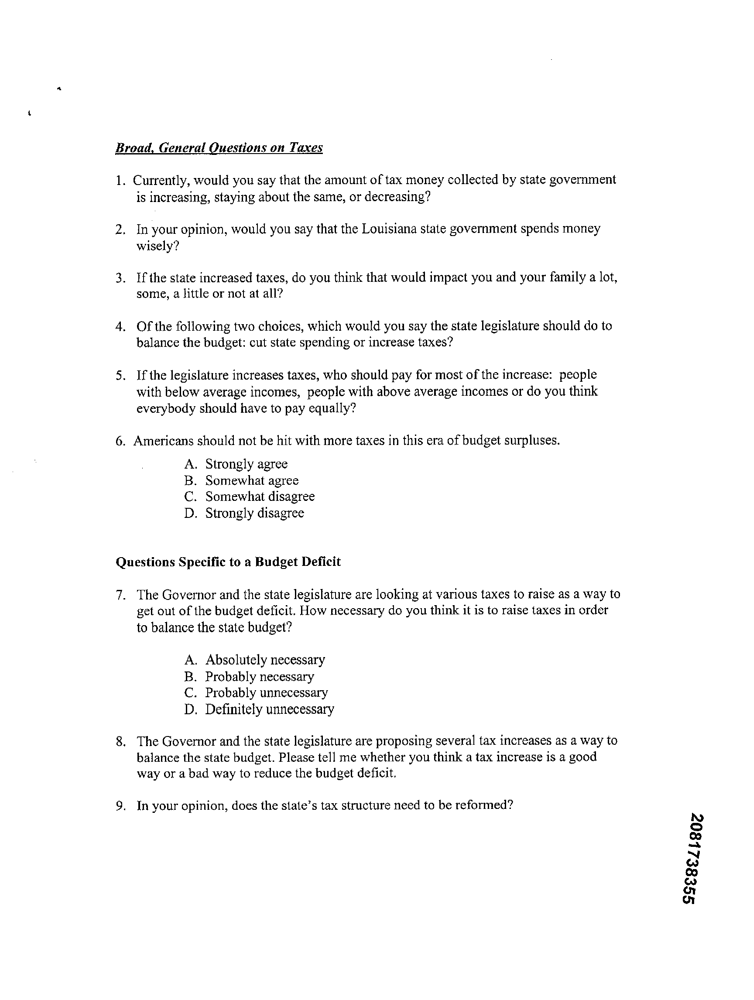 Broad, General Questions on Taxes
1. Currently, would you say that the amount of tax money collected by state government
is increasing, staying about the same, or decreasing?
2. In your opinion, would you say that the Louisiana state government spends money
wisely?
3. If the state increased taxes, do you think that would impact you and your family a lot,
some, a little or not at all?
4. Of the following two choices, which would you say the state legislature should do to
balance the budget: cut state spending or increase taxes?
5. If the legislature increases taxes, who should pay for most of the increase: people
with below average incomes, people with above average incomes or do you think
everybody should have to pay equally?
6. Americans should not be hit with more taxes in this era of budget surpluses.
A. Strongly agree
B. Somewhat agree
C. Somewhat disagree
D. Strongly disagree
Questions Specific to a Budget Deficit
7. The Governor and the state legislature are looking at various taxes to raise as a way to
get out of the budget deficit. How necessary do you think it is to raise taxes in order
to balance the state budget?
A. Absolutely necessary
B. Probably necessary
C. Probably unnecessary
D. Definitely unnecessary
8. The Governor and the state legislature are proposing several tax increases as a way to
balance the state budget. Please tell me whether you think a tax increase is a good
way or a bad way to reduce the budget deficit.
9. In your opinion, does the state's tax structure need to be reformed?
2081738355